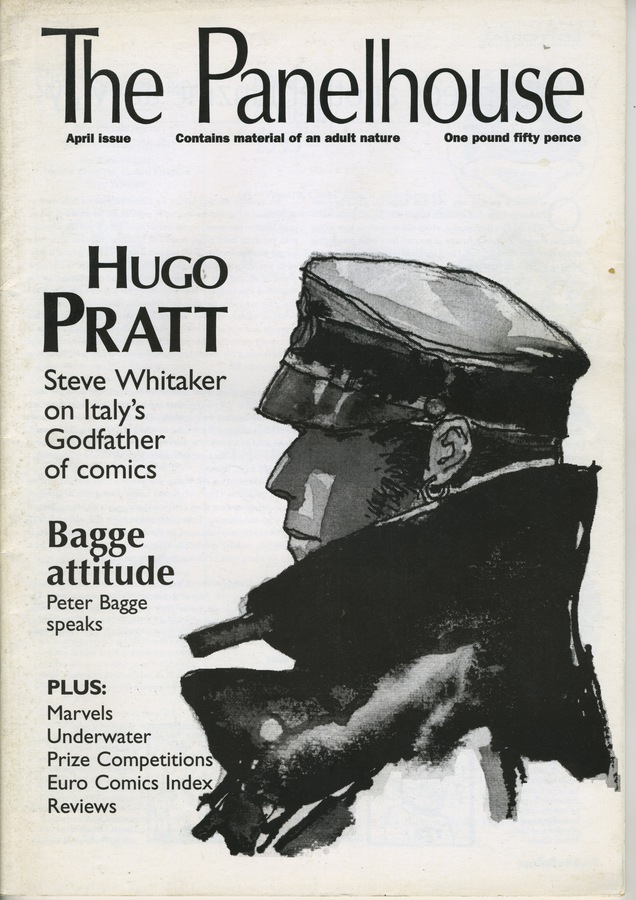 The Panelhouse
April issue Contains material of an adult nature One pound fifty pence
HUGO
PRATT
Steve Whitaker
on Italy's
Godfather
of comics
Bagge
attitude
Peter Bagge
speaks
PLUS:
Marvels
Underwater
Prize Competitions
Euro Comics Index
Reviews